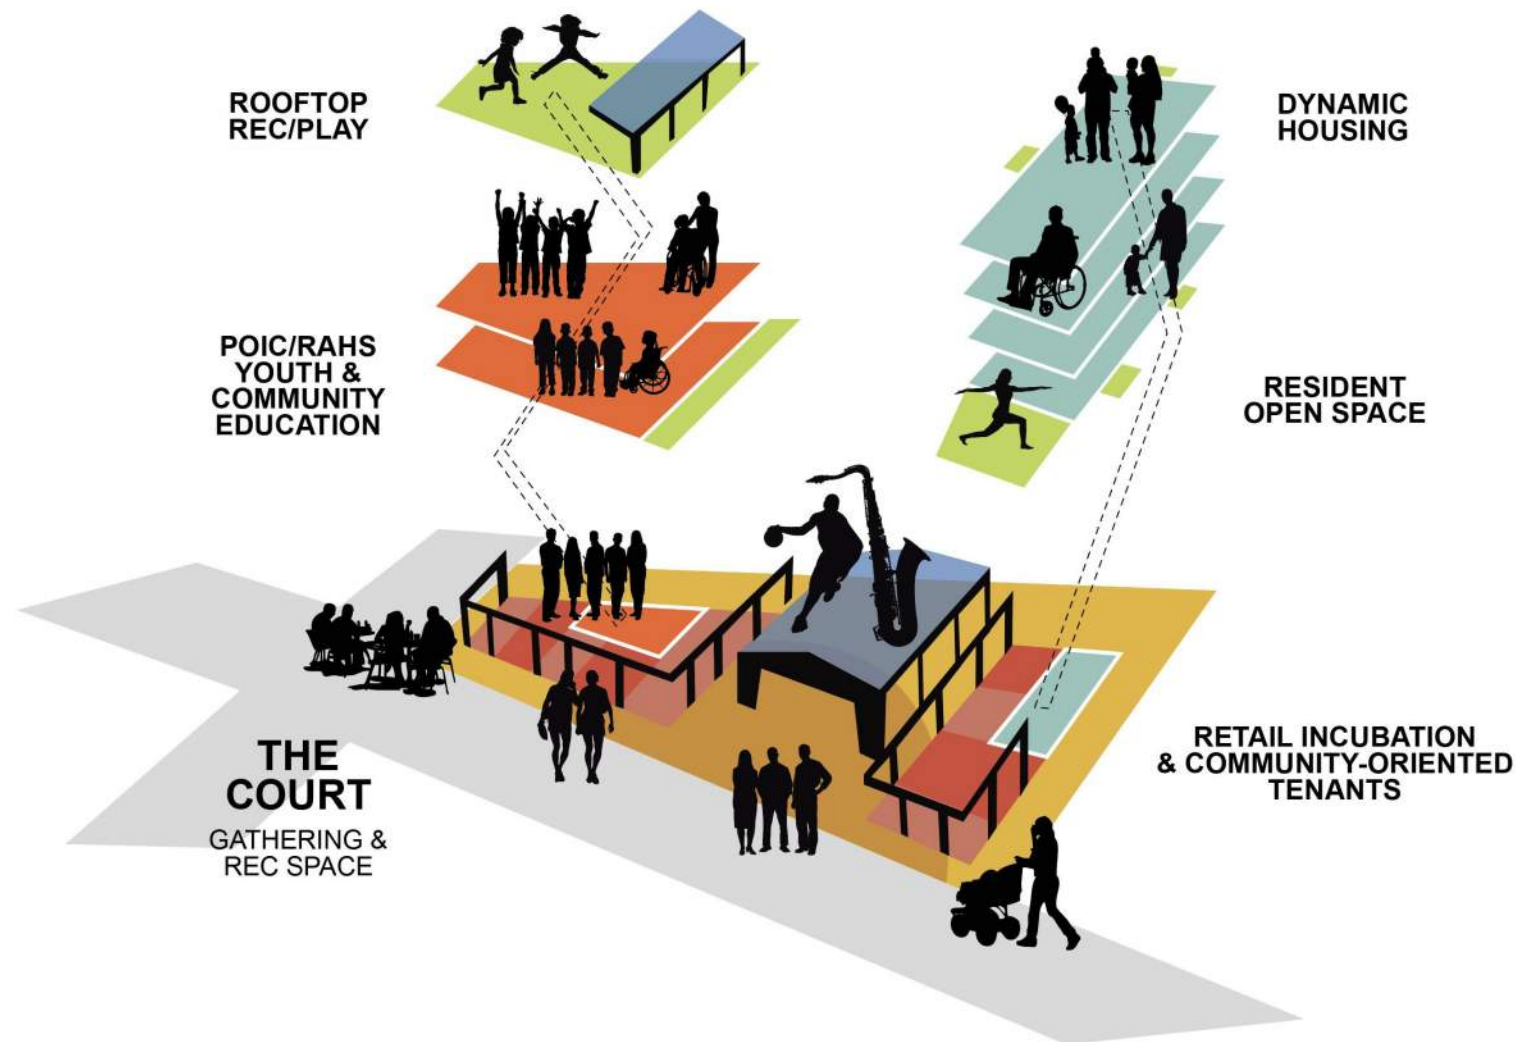 ROOFTOP
REC/PLAY
DYNAMIC
HOUSING
POIC/RAHS
YOUTH &
COMMUNITY
EDUCATION
RESIDENT
OPEN SPACE
THE
COURT
GATHERING &
REC SPACE
RETAIL INCUBATION
& COMMUNITY-ORIENTED
TENANTS